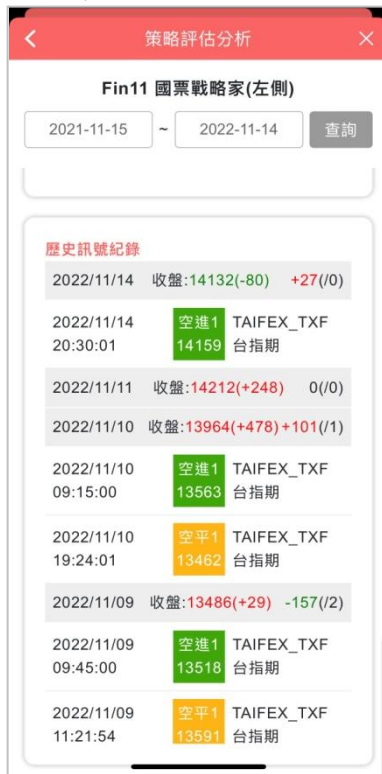 策略評估分析
Fin11 國票戰略家(左側)
2021-11-15 ~ 2022-11-14 查詢
歷史訊號紀錄
2022/11/14 收盤:14132(-80) +27(/0)
2022/11/14 空進1 TAIFEX_TXF
20:30:01 14159 台指期
2022/11/11 收盤:14212(+248) 0(/0)
2022/11/10 收盤:13964(+478) +101(/1)
2022/11/10 空進1 TAIFEX_TXF
09:15:00 13563 台指期
2022/11/10 空平1 TAIFEX_TXF
19:24:01 13462 台指期
2022/11/09 收盤:13486(+29) -157(/2)
2022/11/09 空進1 TAIFEX_TXF
09:45:00 13518 台指期
2022/11/09 空平1 TAIFEX_TXF
11:21:54 13591 台指期